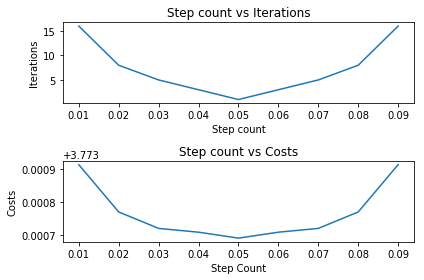 Step count vs Iterations
Iterations
15
10
5
0.01 0.02 0.03 0.04 0.05 0.06 0.07 0.08 0.09
Step count
+3.773
Step count vs Costs
Costs
0.0009
0.0008
0.0007
0.01 0.02 0.03 0.04 0.05 0.06 0.07 0.08 0.09
Step Count